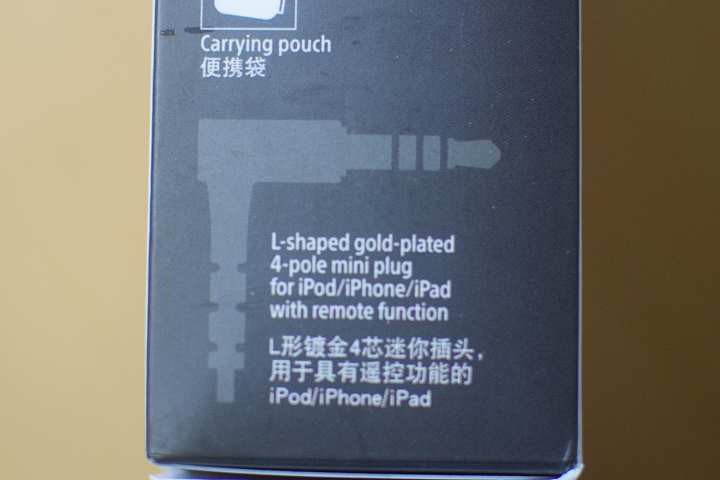 Carrying pouch
便携袋
L-shaped gold-plated
4-pole mini plug
for iPod/iPhone/iPad
with remote function
L形镀金4芯迷你插头，
用于具有遥控功能的
iPod/iPhone/iPad